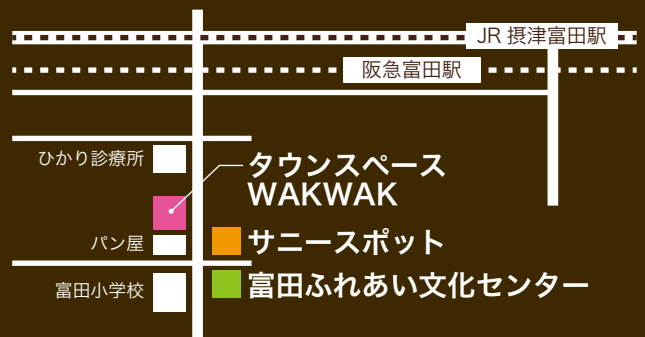 JR 摂津富田駅
阪急富田駅
ひかり診療所
タウンスペース
WAKWAK
パン屋
サニースポット
富田小学校
富田ふれあい文化センター